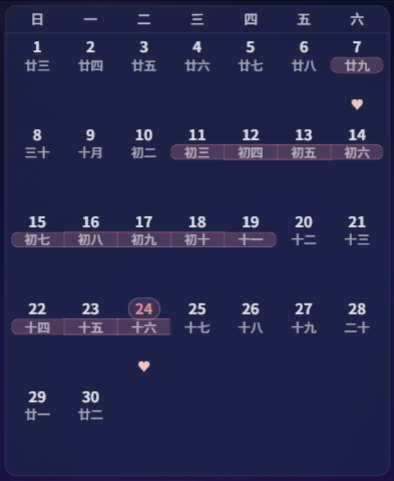 日 一 二 三 四 五 六
1 2 3 4 5 6 7
廿三 廿四 廿五 廿六 廿七 廿八 廿九
8 9 10 11 12 13 14
三十 十月 初二 初三 初四 初五 初六
15 16 17 18 19 20 21
初七 初八 初九 初十 十一 十二 十三
22 23 24 25 26 27 28
十四 十五 十六 十七 十八 十九 二十
29 30
廿一 廿二